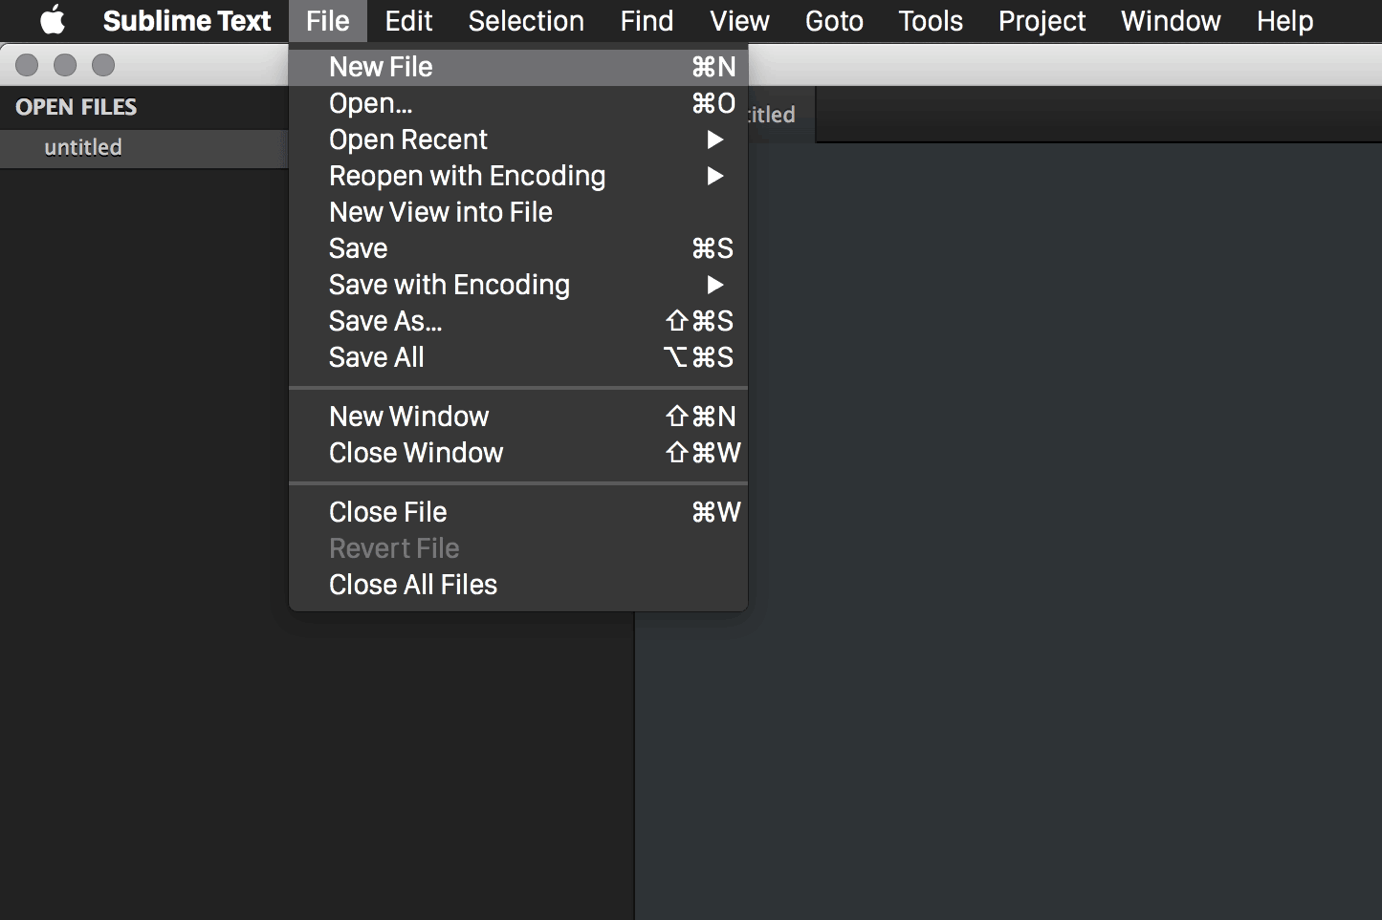 Sublime Text File Edit Selection Find View Goto Tools Project Window Help
OPEN FILES
untitled
New File ⌘N
Open... ⌘O
Open Recent ▶
Reopen with Encoding ▶
New View into File
Save ⌘S
Save with Encoding ▶
Save As... ⇧⌘S
Save All ⌥⌘S
New Window ⇧⌘N
Close Window ⇧⌘W
Close File ⌘W
Revert File
Close All Files
itled